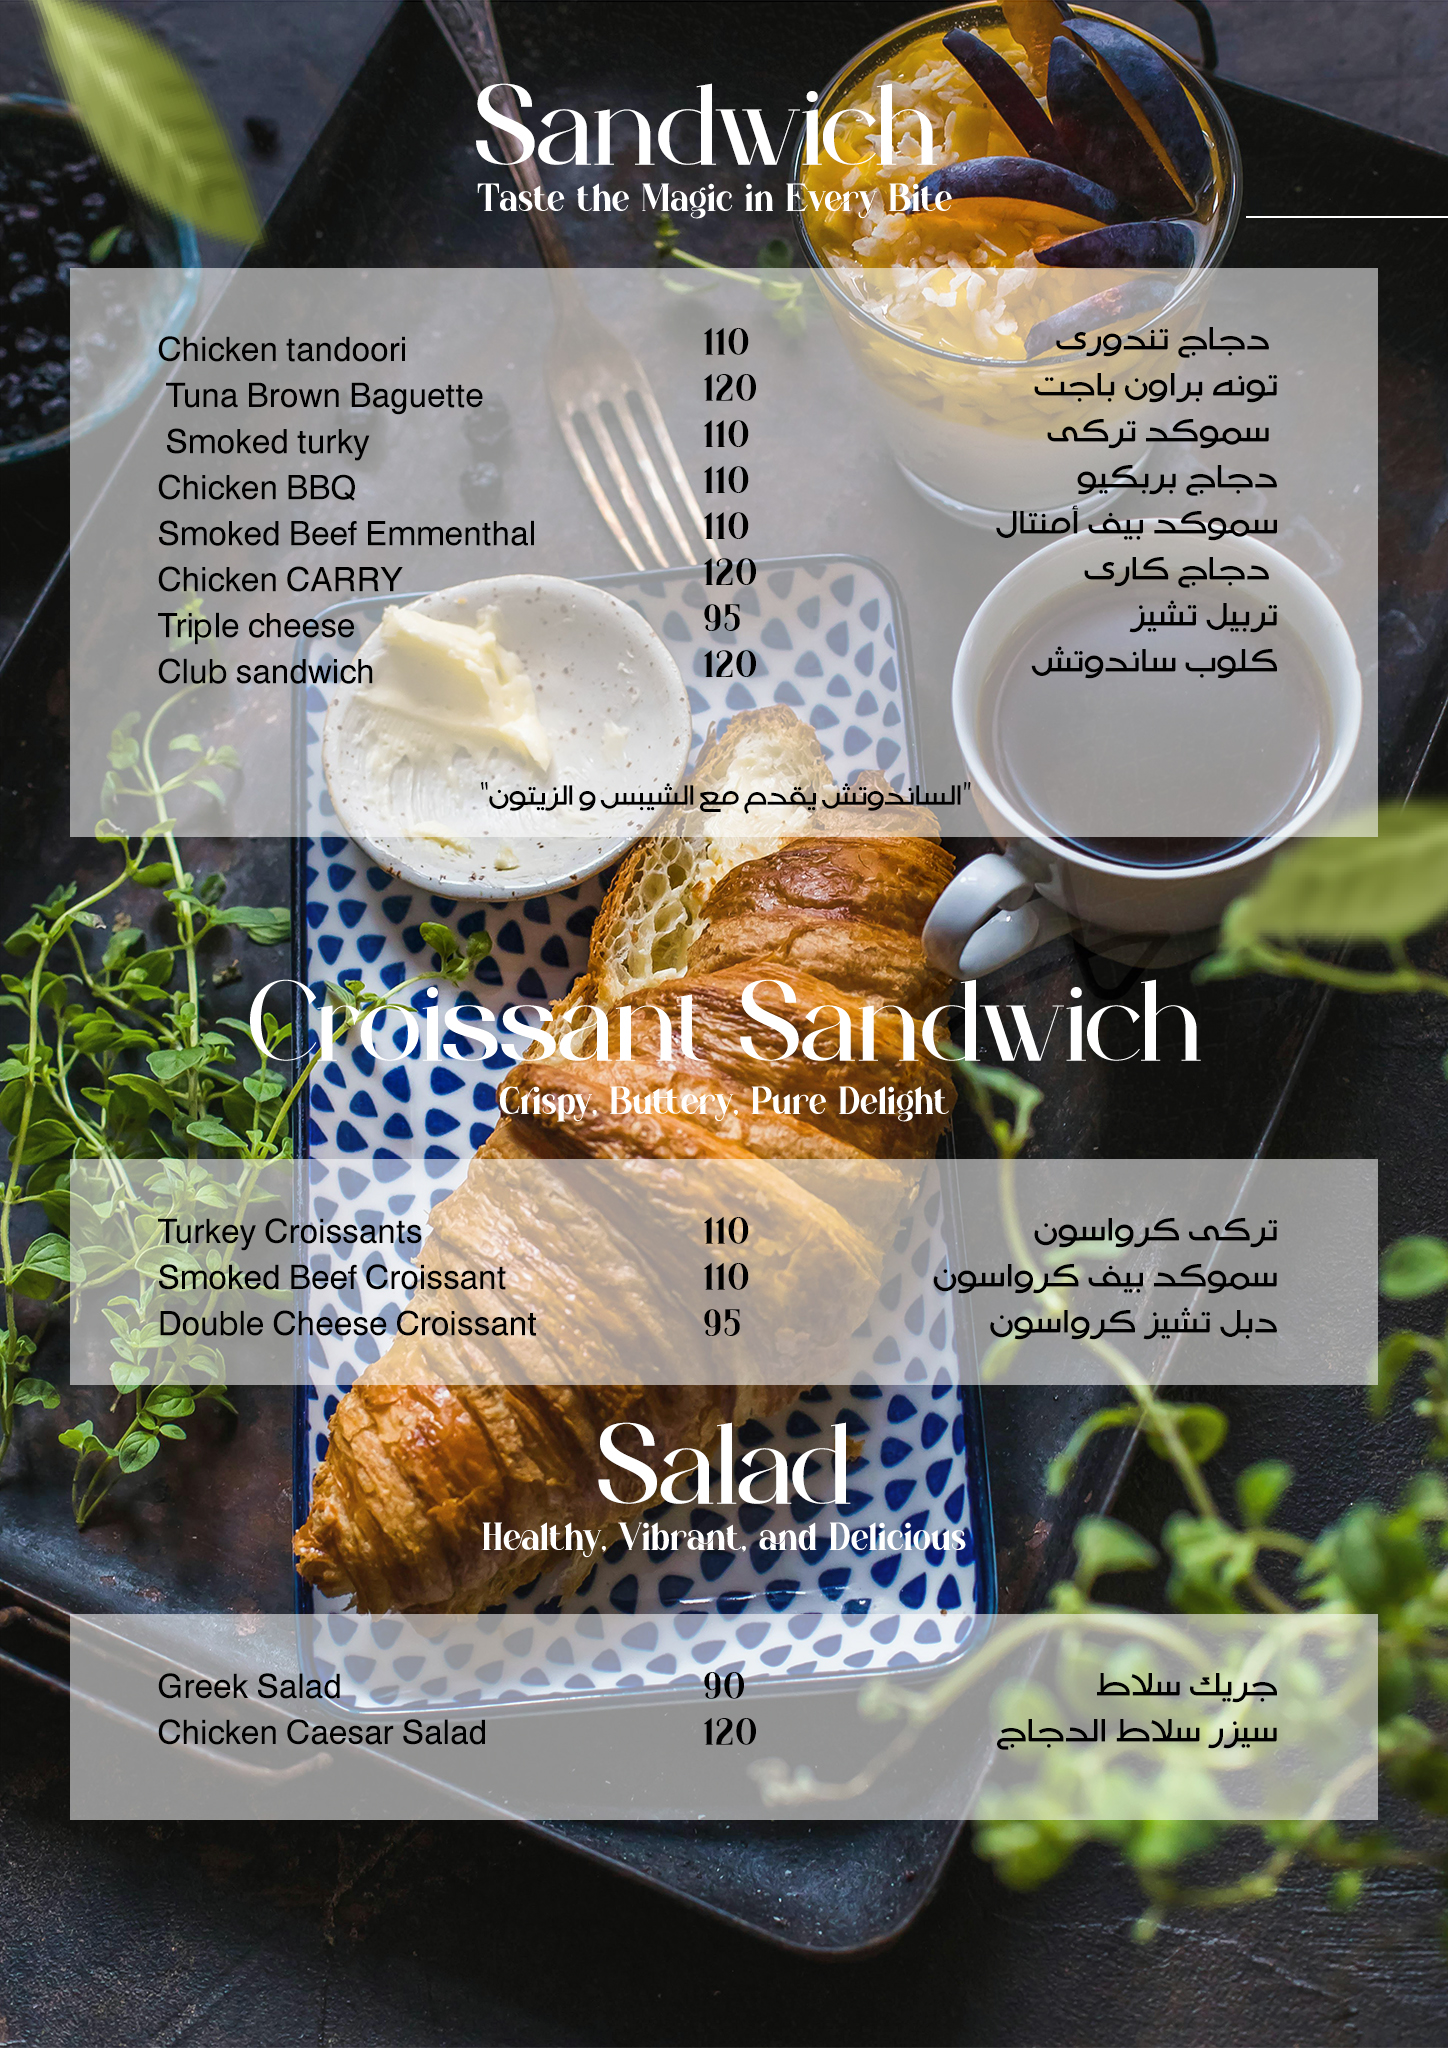 Sandwich
Taste the Magic in Every Bite
Chicken tandoori 110 دجاج تندورى
Tuna Brown Baguette 120 تونه براون باجت
Smoked turky 110 سموكد تركى
Chicken BBQ 110 دجاج بربكيو
Smoked Beef Emmenthal 110 سموكد بيف أمنتال
Chicken CARRY 120 دجاج كارى
Triple cheese 95 تربيل تشيز
Club sandwich 120 كلوب ساندوتش
"الساندوتش يقدم مع الشيبس و الزيتون"
Croissant Sandwich
Crispy, Buttery, Pure Delight
Turkey Croissants 110 تركى كرواسون
Smoked Beef Croissant 110 سموكد بيف كرواسون
Double Cheese Croissant 95 دبل تشيز كرواسون
Salad
Healthy, Vibrant, and Delicious
Greek Salad 90 جريك سلاط
Chicken Caesar Salad 120 سيزر سلاط الدجاج